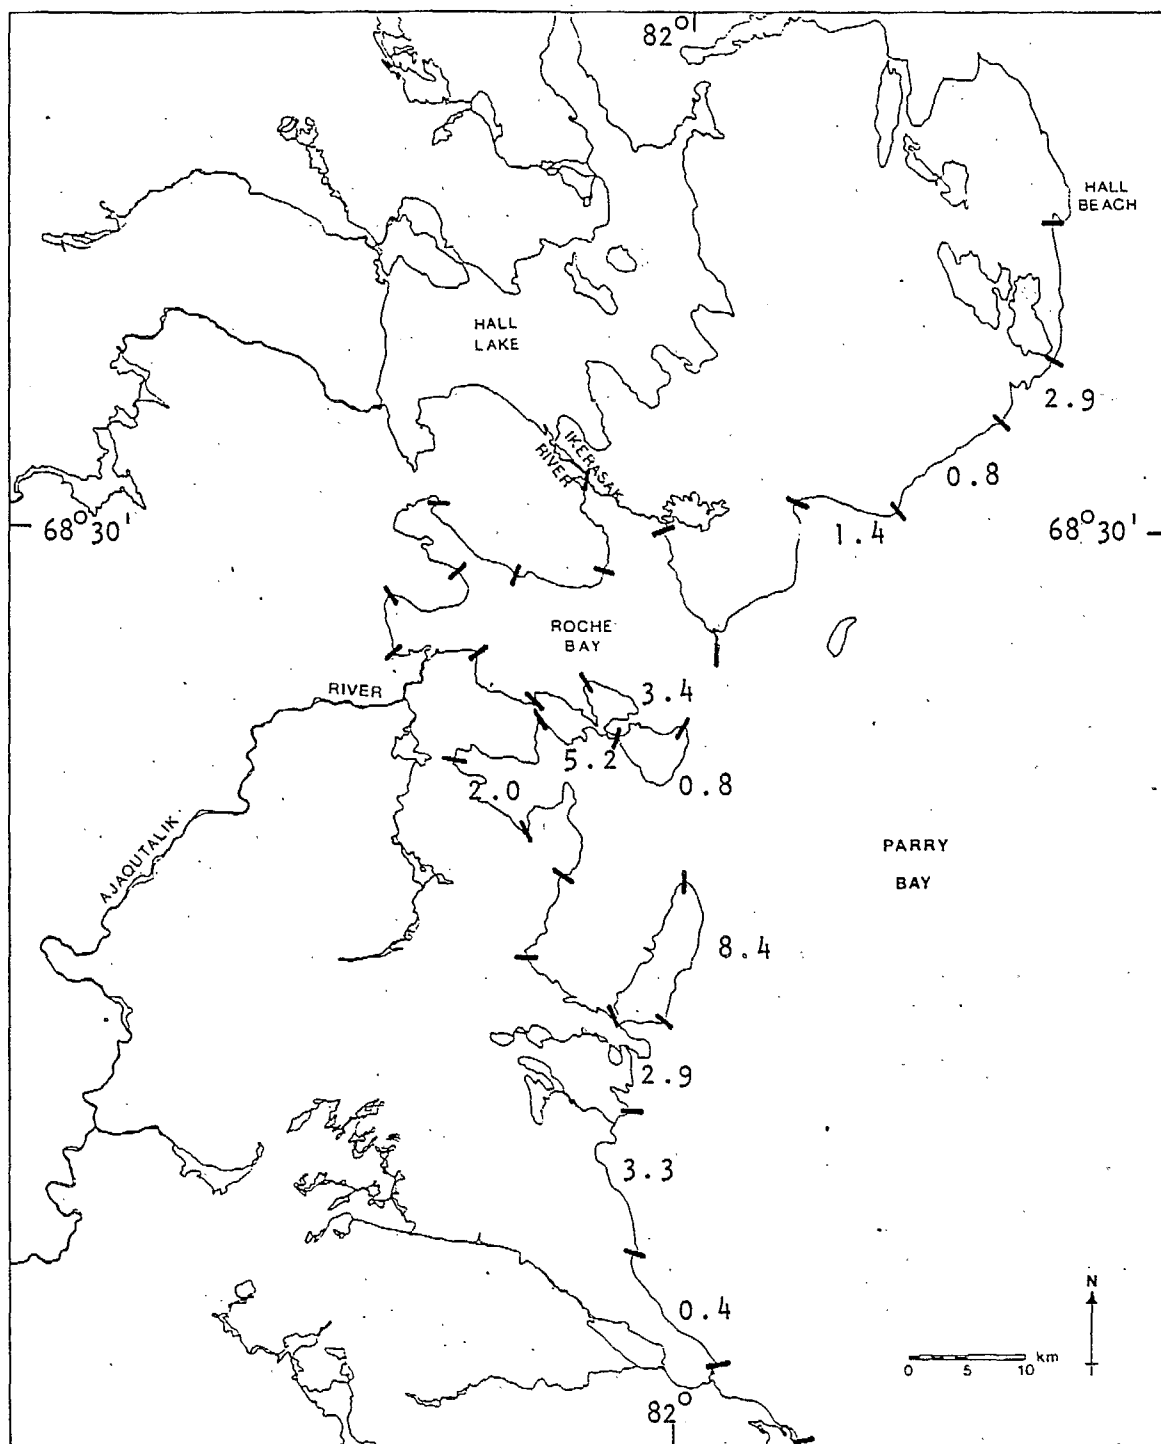 82°
HALL
BEACH
HALL
LAKE
2.9
IKERASAK
RIVER
0.8
68°30'
1.4
68°30'
ROCHE
BAY
RIVER
3.4
5.2
0.8
2.0
AJAQUTALIK
PARRY
BAY
8.4
2.9
3.3
N
0.4
0 5 10 km
82°